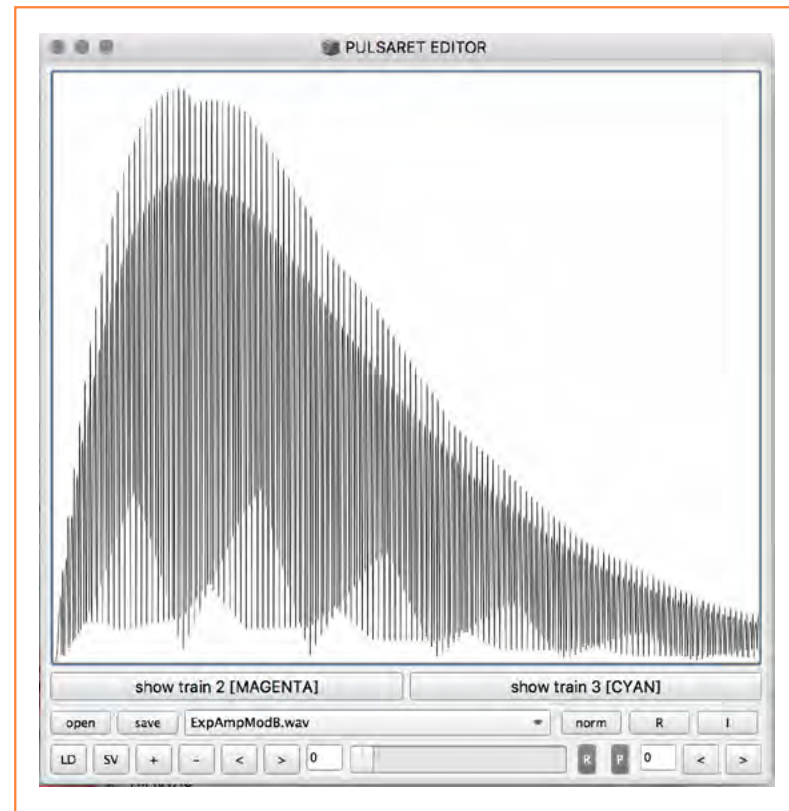 PULSARET EDITOR
show train 2 [MAGENTA] show train 3 [CYAN]
open save ExpAmpModB.wav norm R I
LD SV + - < > 0 R P 0 < >